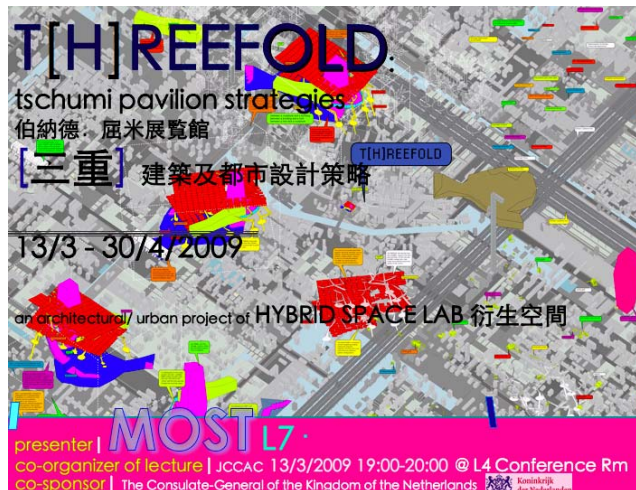 T[H]REEFOLD:
tschumi pavilion strategies
伯納德．屈米展覽館
[三重] 建築及都市設計策略
T[H]REEFOLD
13/3 - 30/4/2009
an architectural/ urban project of HYBRID SPACE LAB 衍生空間
presenter | MOST L7
co-organizer of lecture | JCCAC 13/3/2009 19:00-20:00 @ L4 Conference Rm
co-sponsor | The Consulate-General of the Kingdom of the Netherlands Koninkrijk
der Nederlanden